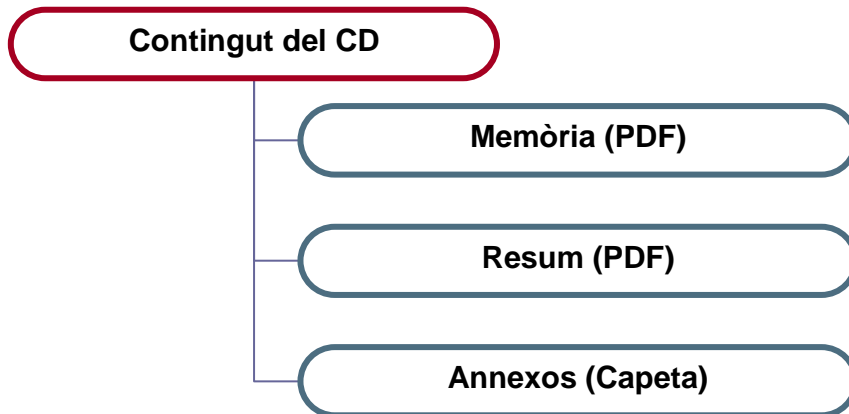 Contingut del CD
Memòria (PDF)
Resum (PDF)
Annexos (Capeta)